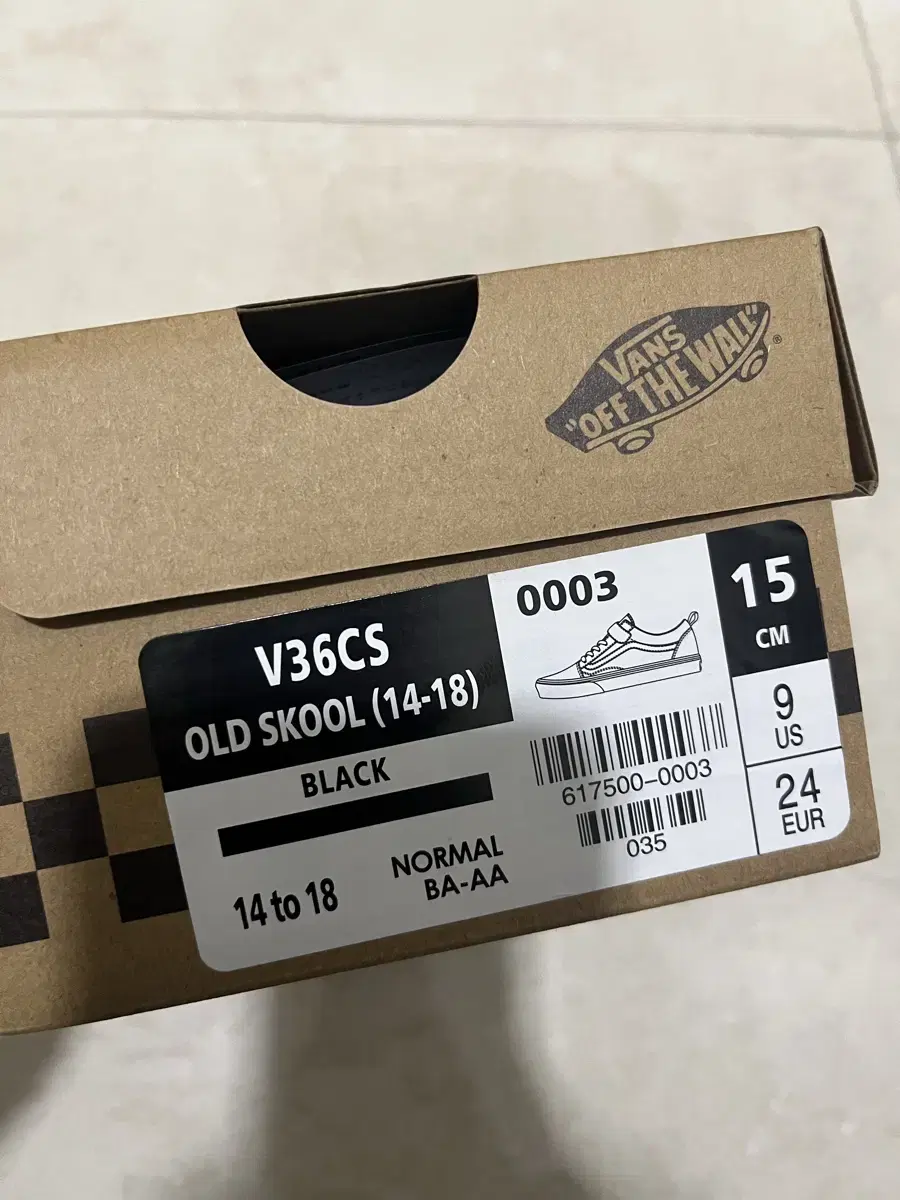 VANS
"OFF THE WALL"
®
V36CS
OLD SKOOL (14-18)
BLACK
14 to 18
NORMAL
BA-AA
0003
617500-0003
035
15
CM
9
US
24
EUR